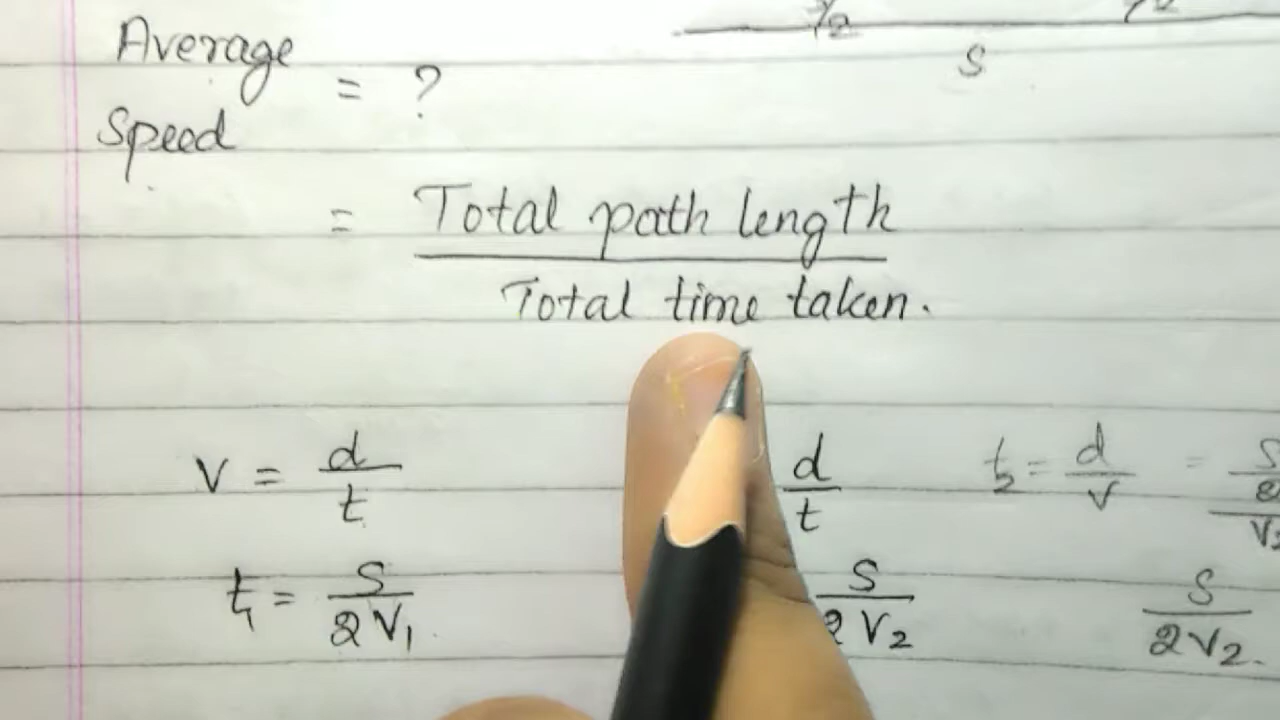 S
Average
= ?
Speed
= Total path length
Total time taken.
V = d/t
d/t
t₂ = d/V =
t₁ = S/2V₁
S/2V₂
S/2V₂.